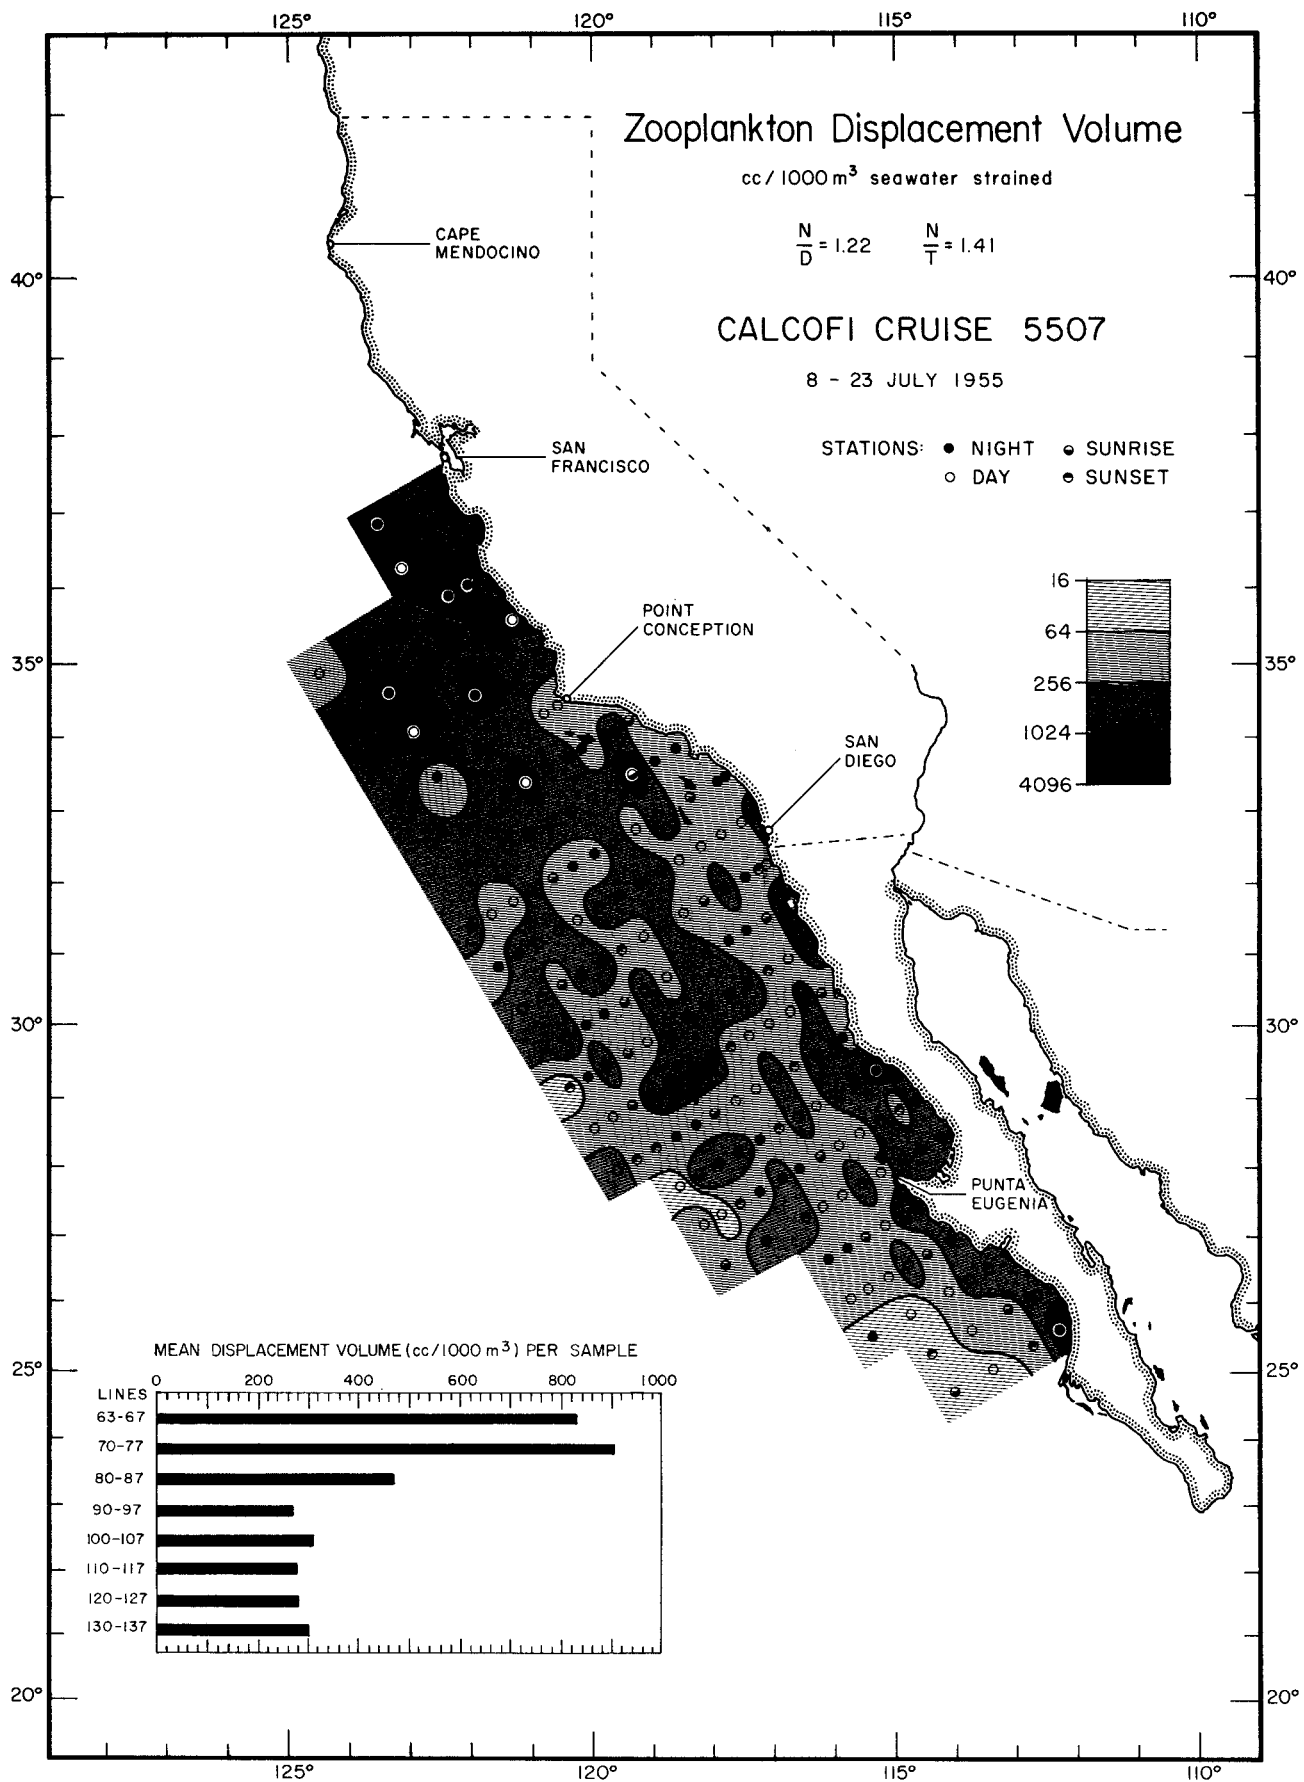 125° 120° 115° 110°
Zooplankton Displacement Volume
cc/1000 m³ seawater strained
N/D = 1.22 N/T = 1.41
CALCOFI CRUISE 5507
8 - 23 JULY 1955
STATIONS: ● NIGHT SUNRISE
○ DAY SUNSET
CAPE
MENDOCINO
40° 40°
SAN
FRANCISCO
16
64
256
1024
4096
POINT
CONCEPTION
35° 35°
SAN
DIEGO
30° 30°
PUNTA
EUGENIA
25° 25°
MEAN DISPLACEMENT VOLUME (cc/1000 m³) PER SAMPLE
LINES 0 200 400 600 800 1000
63-67
70-77
80-87
90-97
100-107
110-117
120-127
130-137
20° 20°
125° 120° 115° 110°